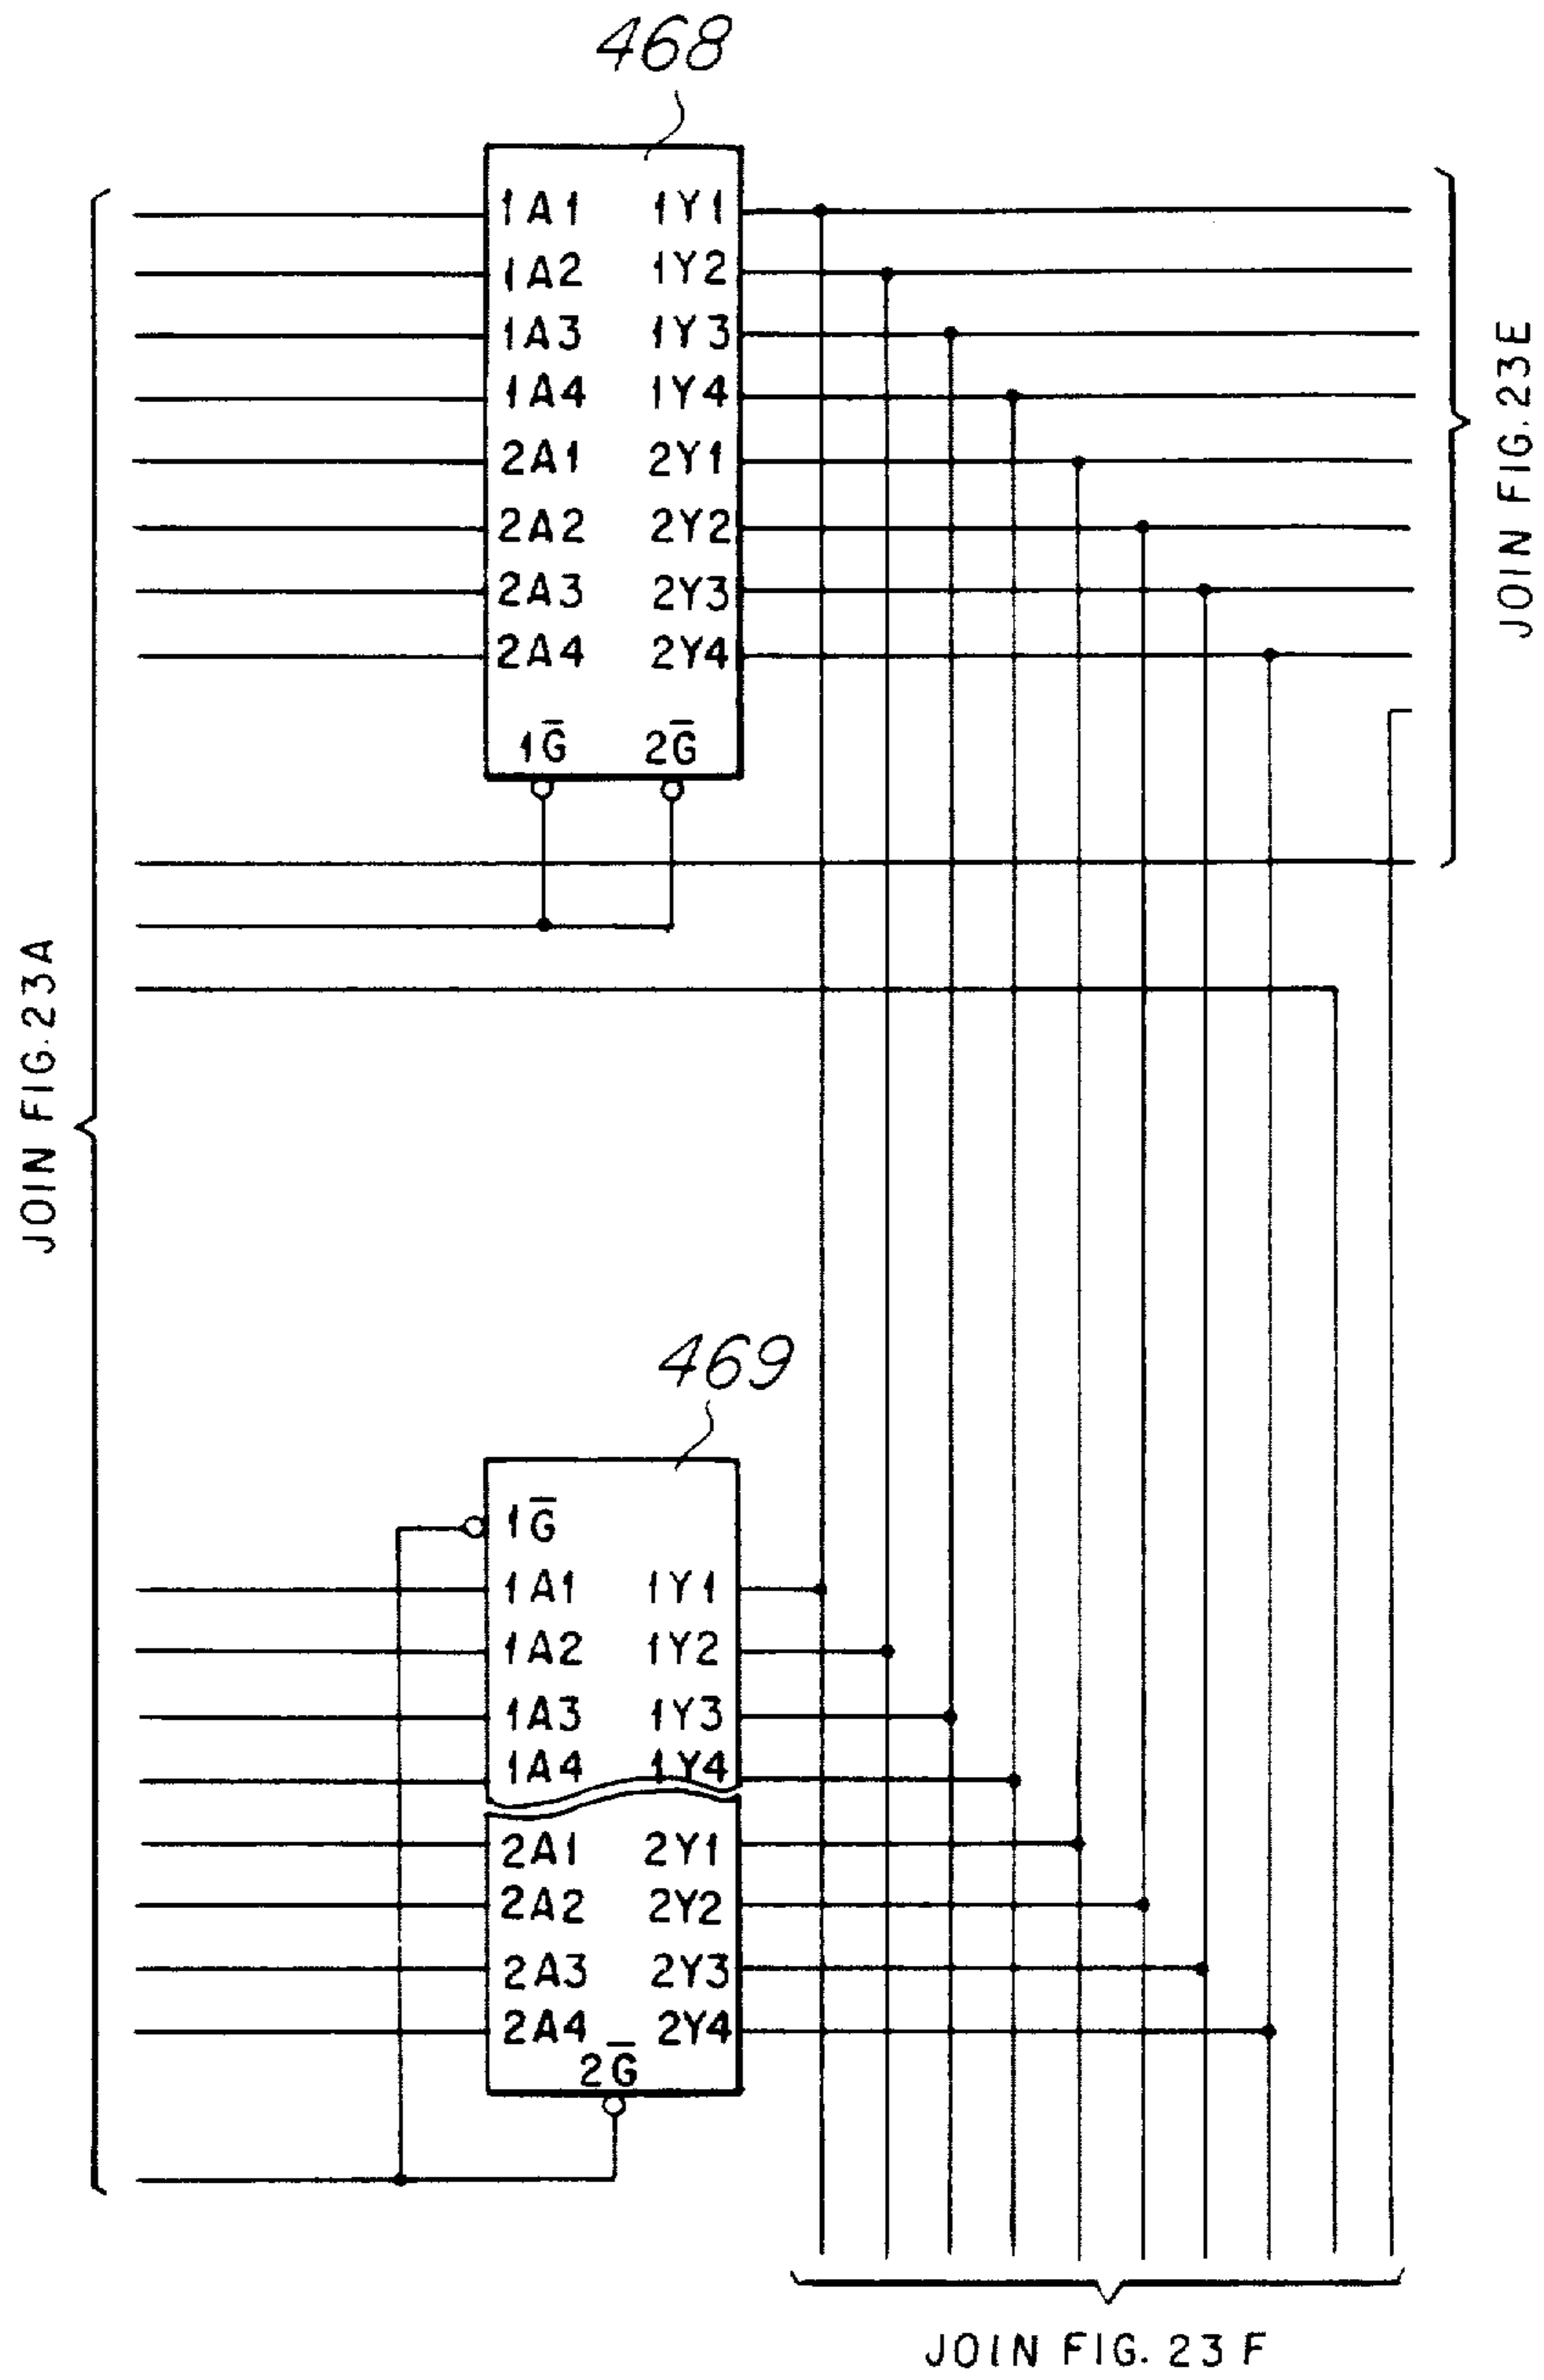 468
1A1 1Y1
1A2 1Y2
1A3 1Y3
1A4 1Y4
2A1 2Y1
2A2 2Y2
2A3 2Y3
2A4 2Y4
1G̅ 2G̅
JOIN FIG. 23E
JOIN FIG. 23A
469
1G̅
1A1 1Y1
1A2 1Y2
1A3 1Y3
1A4 1Y4
2A1 2Y1
2A2 2Y2
2A3 2Y3
2A4 2Y4
2G̅
JOIN FIG. 23 F